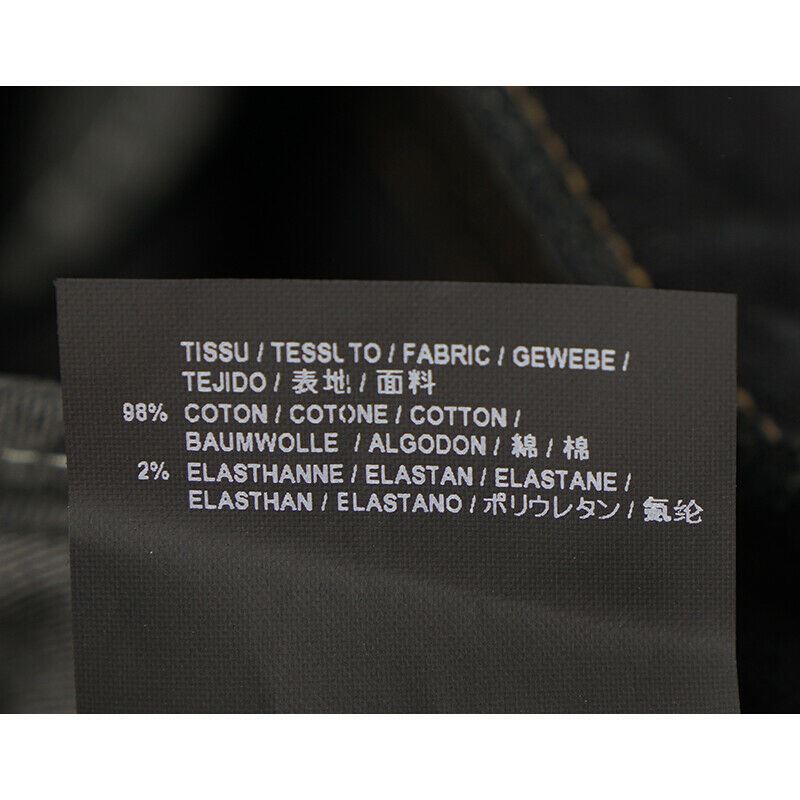 TISSU / TESSUTO / FABRIC / GEWEBE /
TEJIDO / 表地 / 面料
98% COTON / COTONE / COTTON /
BAUMWOLLE / ALGODON / 綿 / 棉
2% ELASTHANNE / ELASTAN / ELASTANE /
ELASTHAN / ELASTANO / ポリウレタン / 氨纶